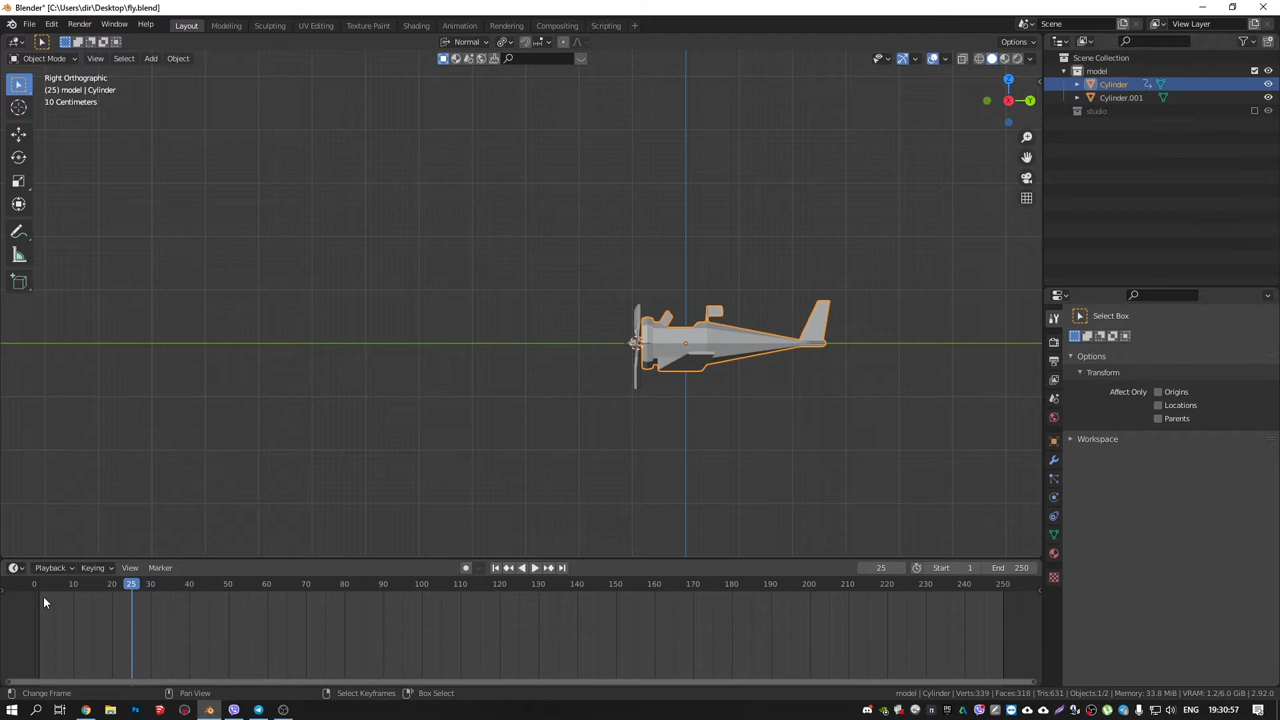 Blender* [C:\Users\dir\Desktop\fly.blend]
File Edit Render Window Help Layout Modeling Sculpting UV Editing Texture Paint Shading Animation Rendering Compositing Scripting Scene View Layer
Normal Options
Object Mode View Select Add Object
Right Orthographic
(25) model | Cylinder
10 Centimeters
Z
X
Y
Scene Collection
model
Cylinder
Cylinder.001
studio
Select Box
Options
Transform
Affect Only Origins
Locations
Parents
Workspace
Playback Keying View Marker 25 Start 1 End 250
0 10 20 25 30 40 50 60 70 80 90 100 110 120 130 140 150 160 170 180 190 200 210 220 230 240 250
Change Frame Pan View Select Keyframes Box Select model | Cylinder | Verts:339 | Faces:318 | Tris:631 | Objects:1/2 | Memory: 33.8 MiB | VRAM: 1.2/6.0 GiB | 2.92.0
ENG 19:30:57